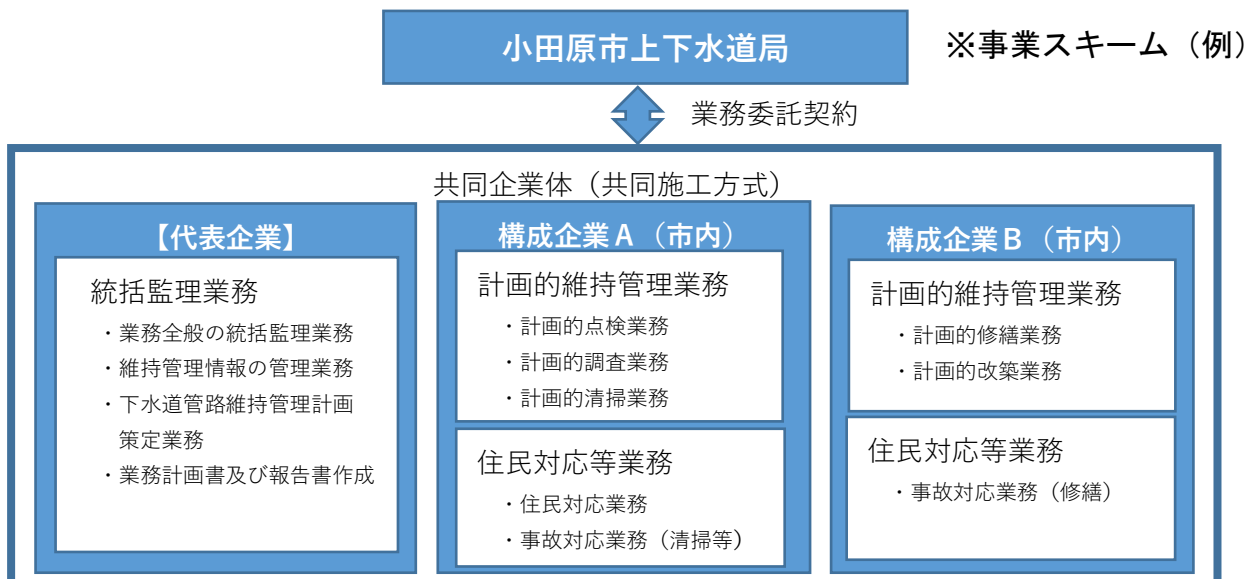 小田原市上下水道局
※事業スキーム（例）
業務委託契約
共同企業体（共同施工方式）
【代表企業】
統括監理業務
・業務全般の統括監理業務
・維持管理情報の管理業務
・下水道管路維持管理計画
策定業務
・業務計画書及び報告書作成
構成企業Ａ（市内）
計画的維持管理業務
・計画的点検業務
・計画的調査業務
・計画的清掃業務
住民対応等業務
・住民対応業務
・事故対応業務（清掃等）
構成企業Ｂ（市内）
計画的維持管理業務
・計画的修繕業務
・計画的改築業務
住民対応等業務
・事故対応業務（修繕）